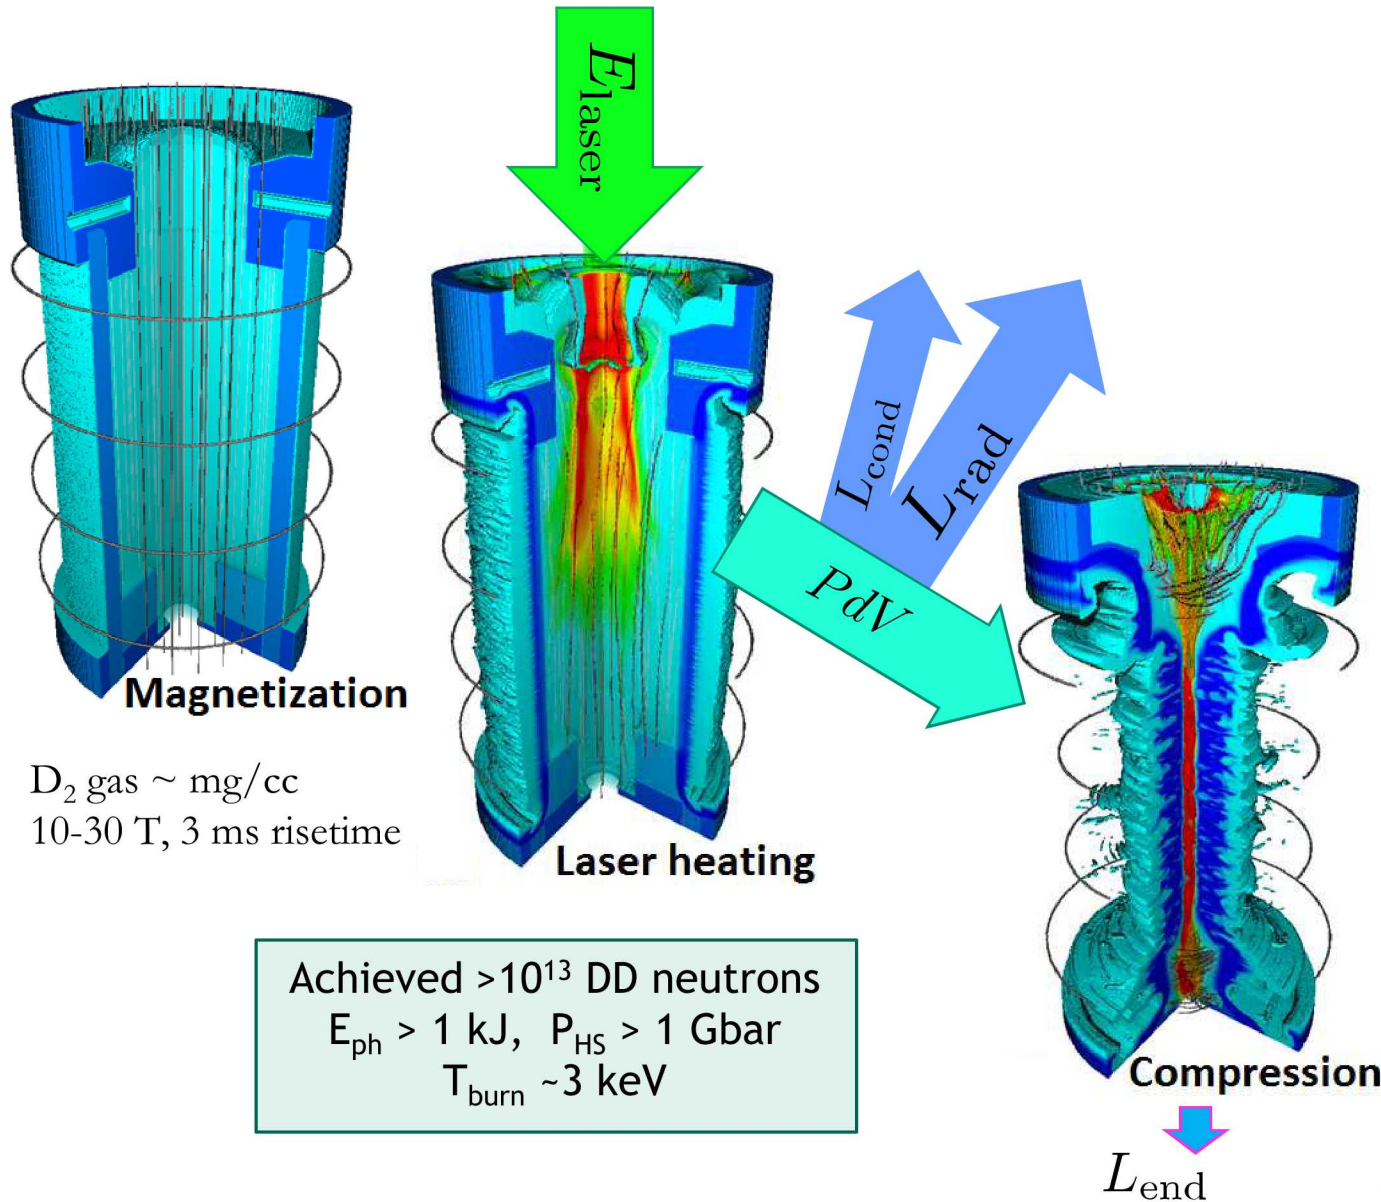 E_laser
L_cond
L_rad
PdV
Magnetization
D₂ gas ~ mg/cc
10-30 T, 3 ms risetime
Laser heating
Achieved >10¹³ DD neutrons
E_ph > 1 kJ, P_HS > 1 Gbar
T_burn ~3 keV
Compression
L_end